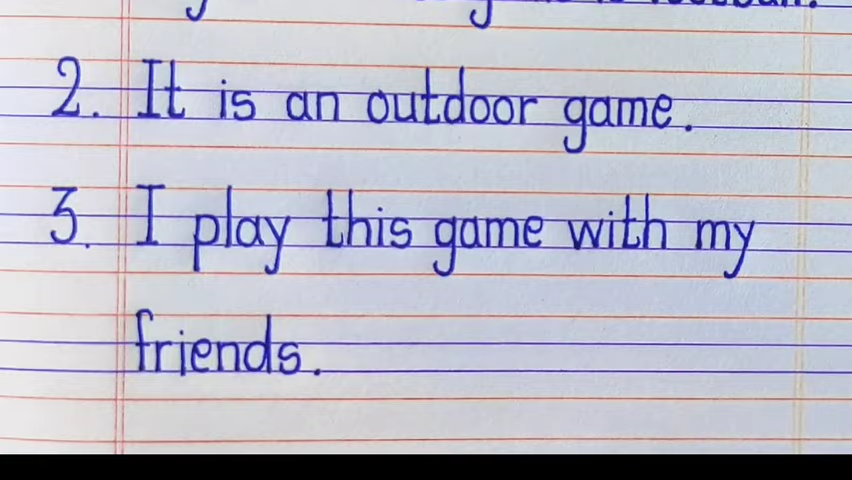 2. It is an outdoor game.
3. I play this game with my
friends.